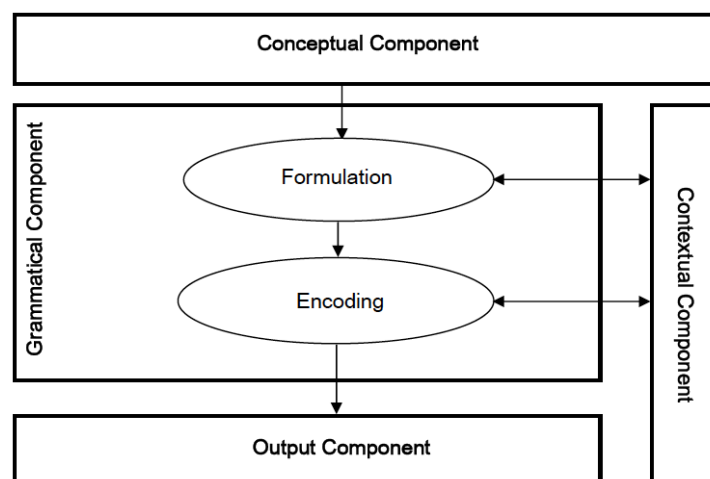 Conceptual Component
Grammatical Component
Formulation
Encoding
Contextual Component
Output Component